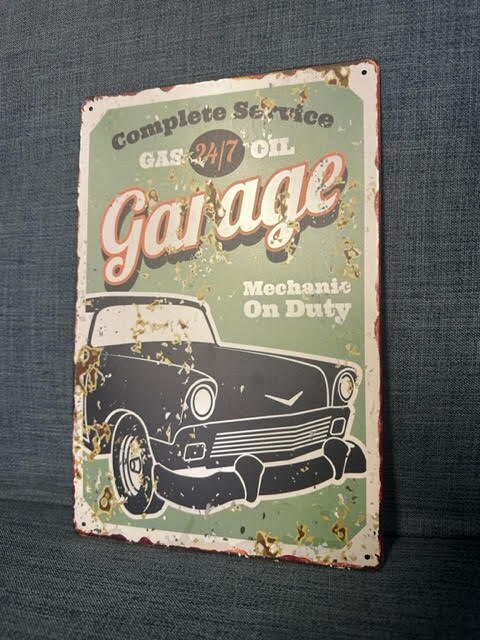 Complete Service
GAS 24/7 OIL
Garage
Mechanic
On Duty